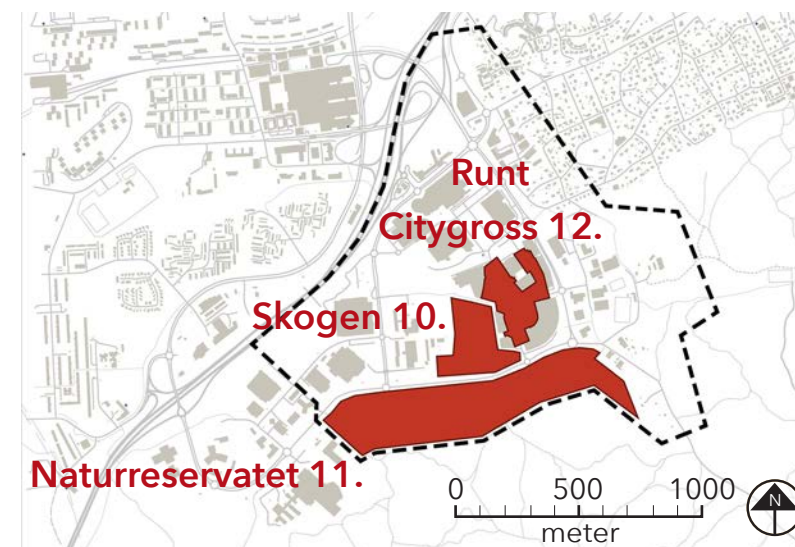 Runt
Citygross 12.
Skogen 10.
Naturreservatet 11.
0 500 1000
meter
N